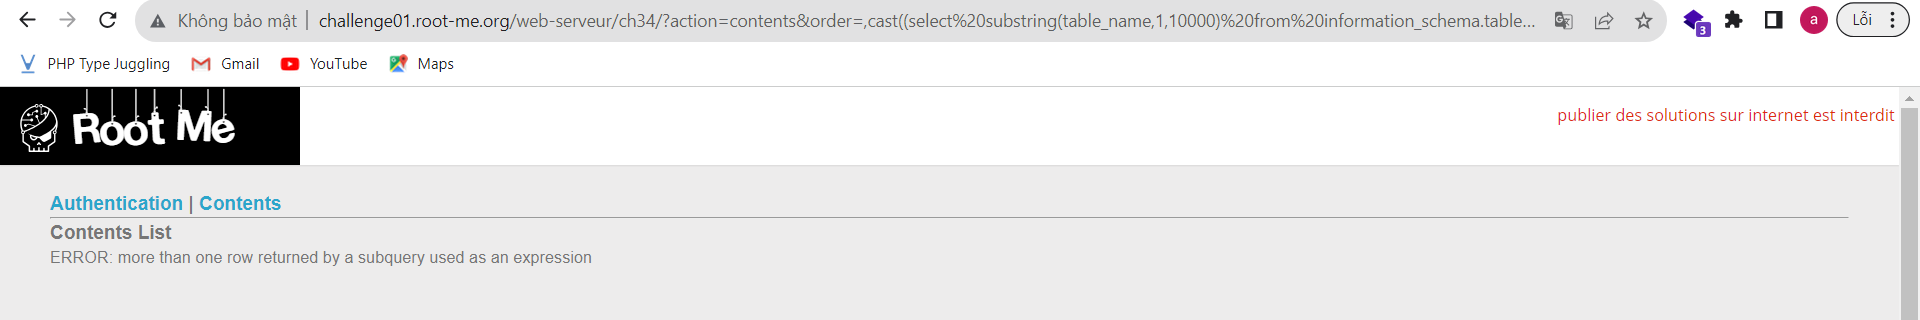 Không bảo mật | challenge01.root-me.org/web-serveur/ch34/?action=contents&order=,cast((select%20substring(table_name,1,10000)%20from%20information_schema.table... 3 a Lỗi
PHP Type Juggling Gmail YouTube Maps
Root Me
publier des solutions sur internet est interdit
Authentication | Contents
Contents List
ERROR: more than one row returned by a subquery used as an expression